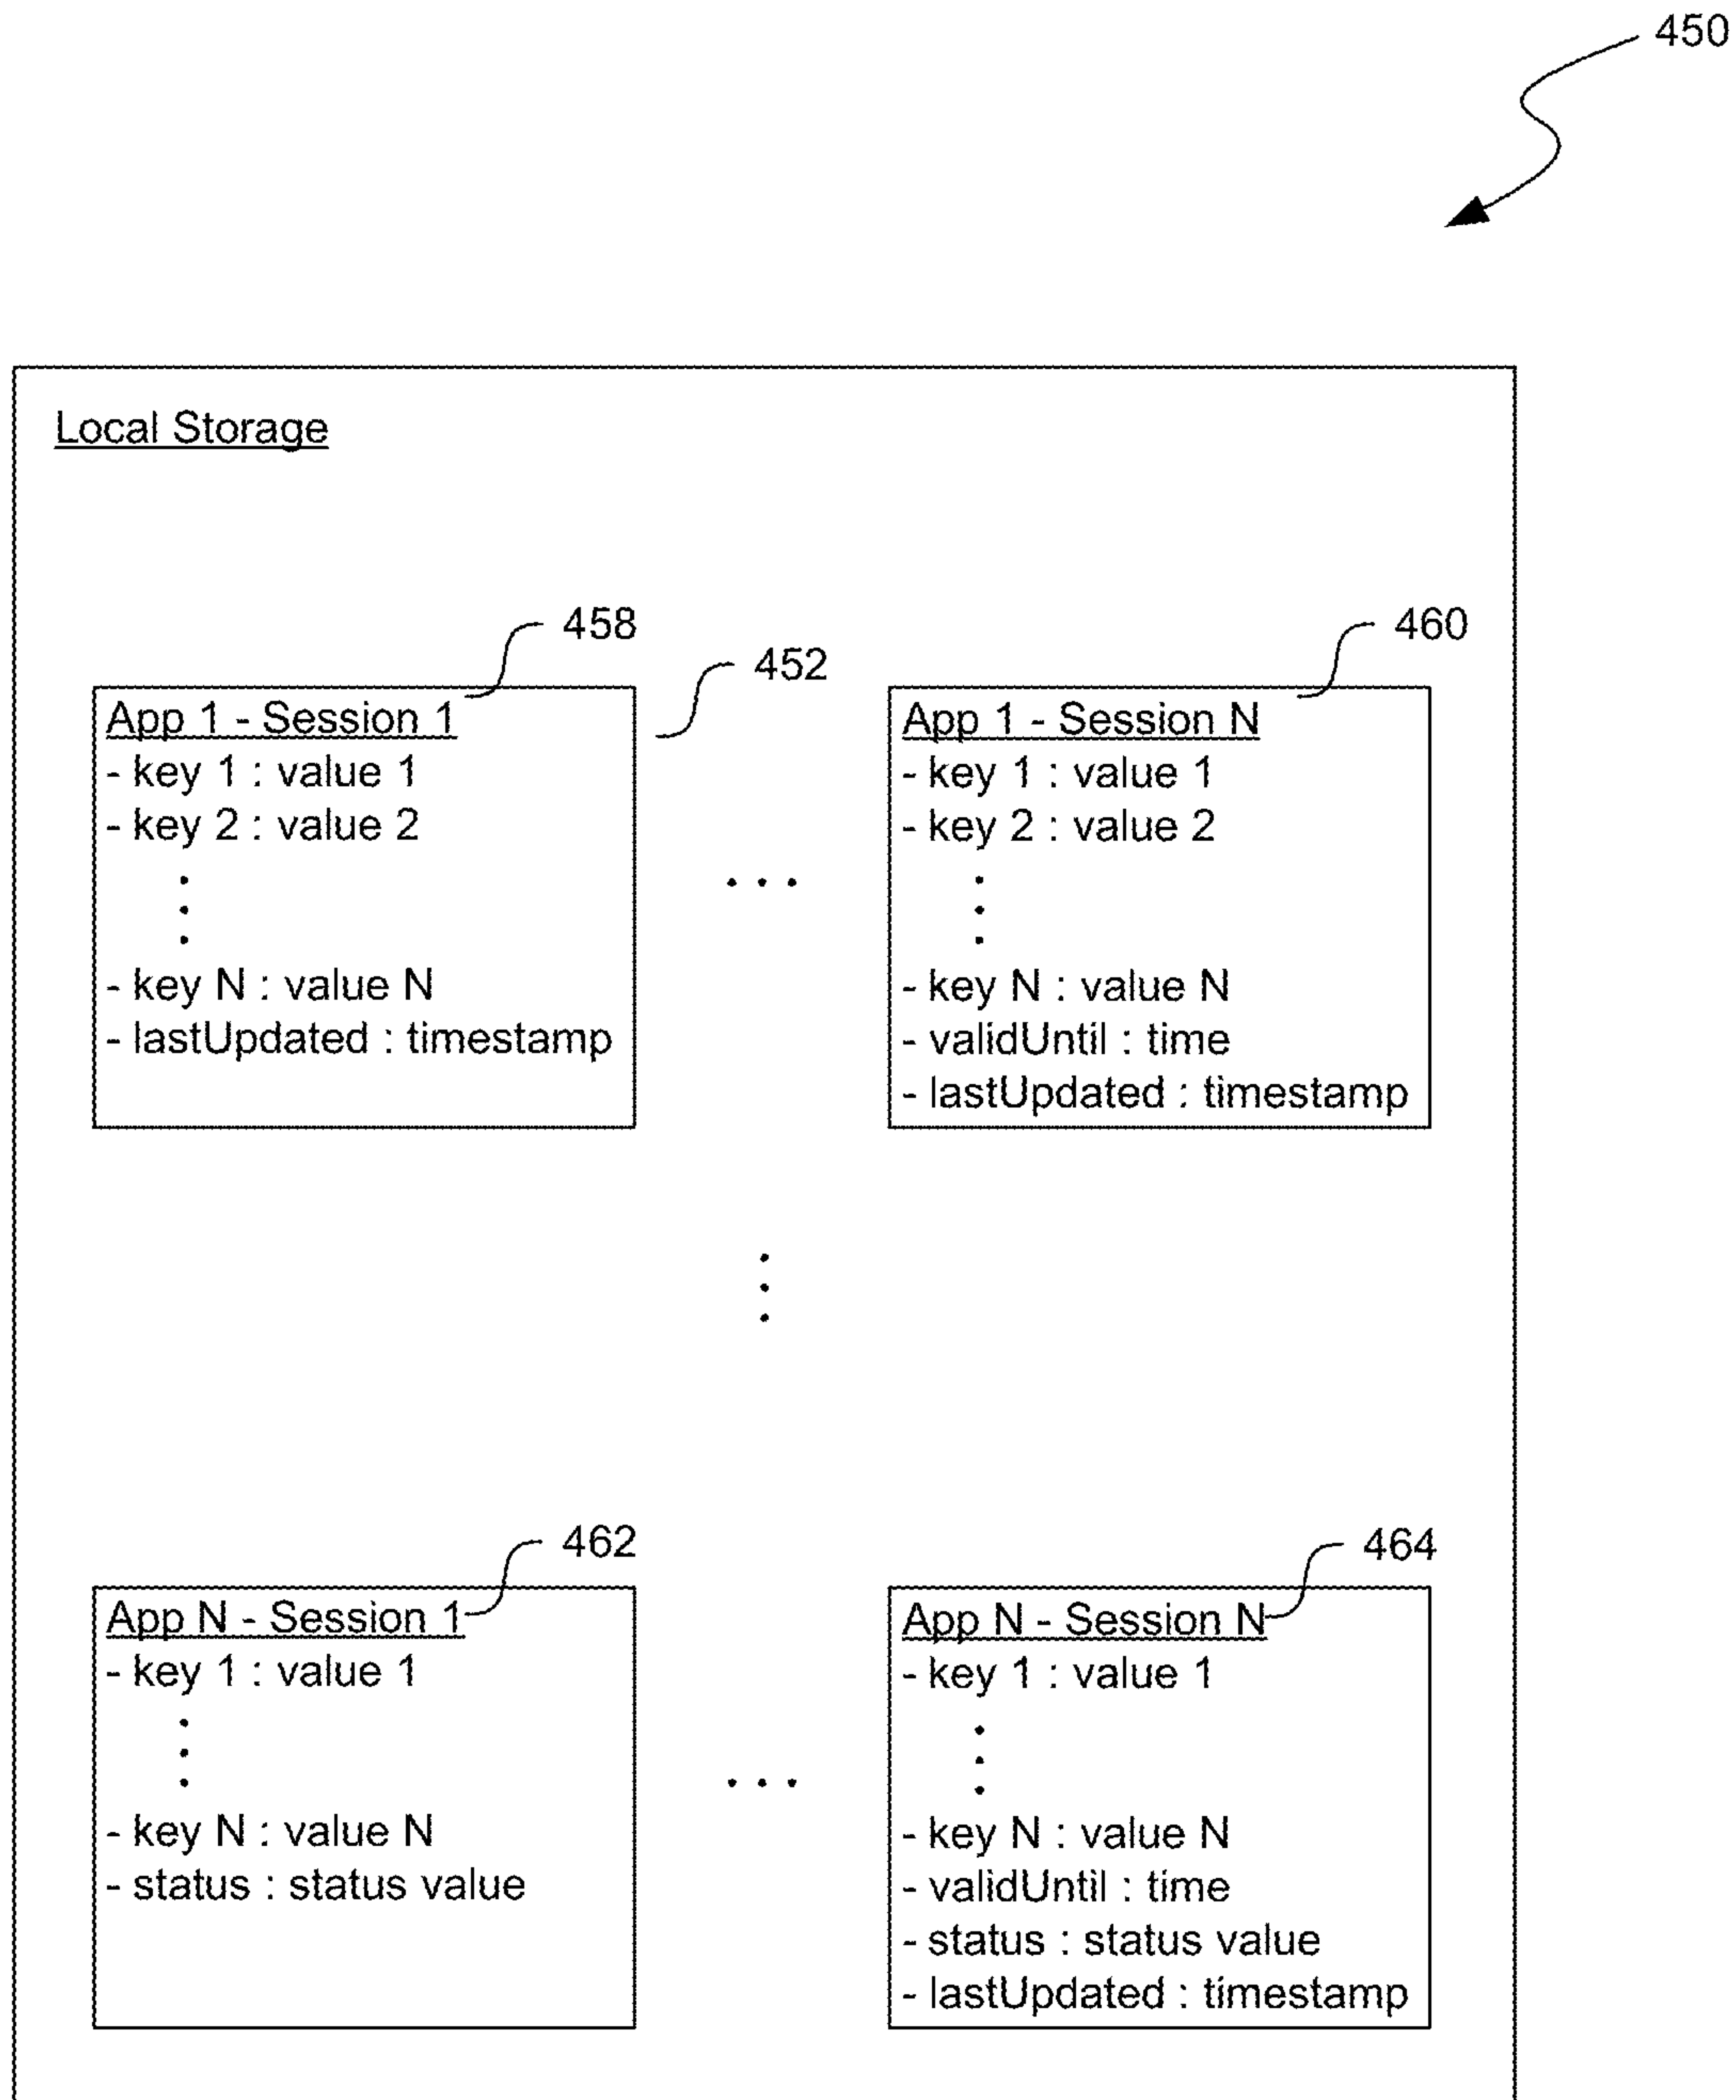 450
Local Storage
458
452
460
App 1 - Session 1
- key 1 : value 1
- key 2 : value 2
- key N : value N
- lastUpdated : timestamp
App 1 - Session N
- key 1 : value 1
- key 2 : value 2
- key N : value N
- validUntil : time
- lastUpdated : timestamp
462
464
App N - Session 1
- key 1 : value 1
- key N : value N
- status : status value
App N - Session N
- key 1 : value 1
- key N : value N
- validUntil : time
- status : status value
- lastUpdated : timestamp